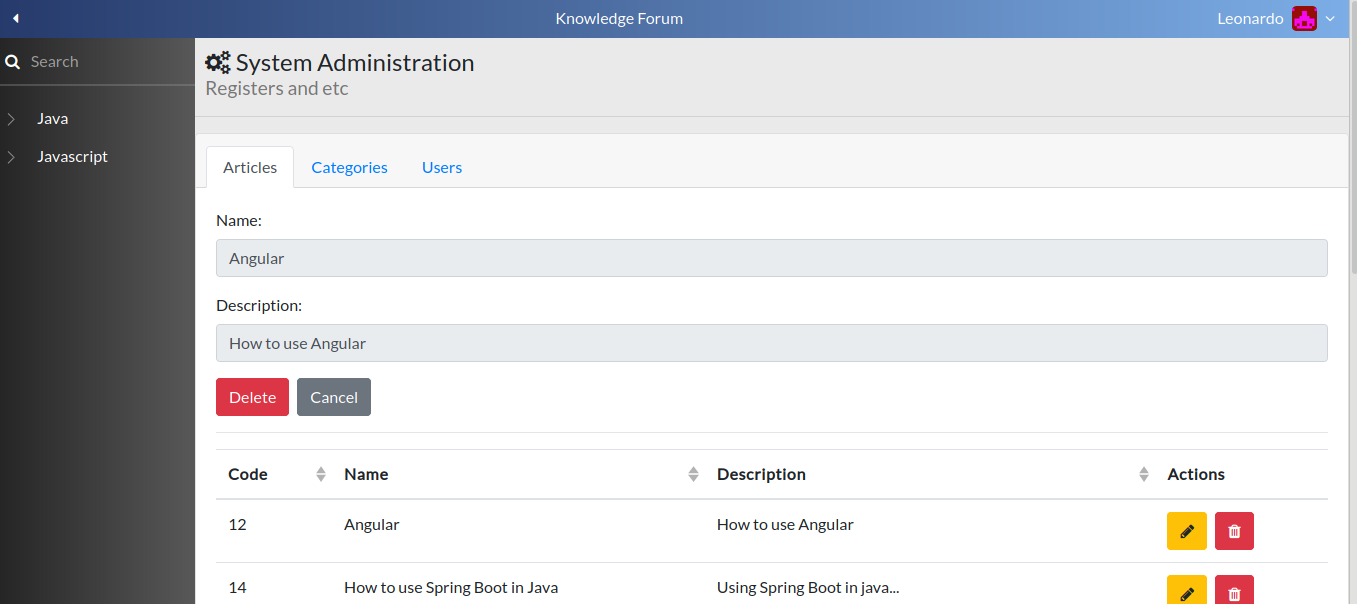 Knowledge Forum
Leonardo
Search
Java
Javascript
System Administration
Registers and etc
Articles Categories Users
Name:
Angular
Description:
How to use Angular
Delete Cancel
Code Name Description Actions
12 Angular How to use Angular
14 How to use Spring Boot in Java Using Spring Boot in java...